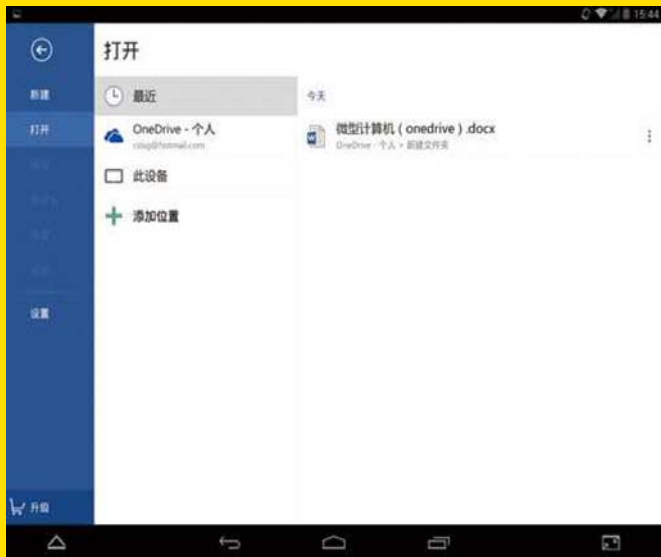 15:44
打开
新建
打开
设置
升级
最近
OneDrive - 个人
此设备
添加位置
今天
微型计算机（onedrive）.docx
OneDrive - 个人 » 新建文件夹